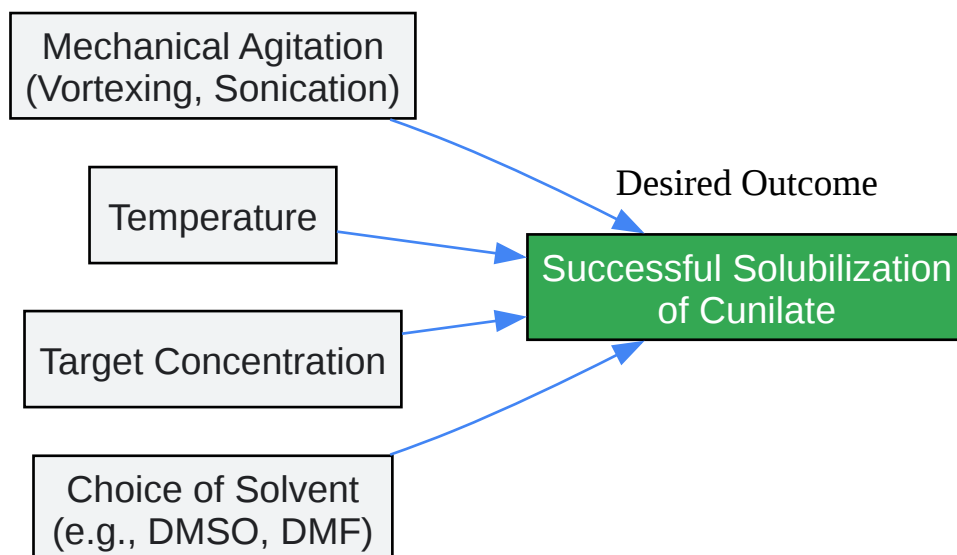 Mechanical Agitation
(Vortexing, Sonication)
Desired Outcome
Temperature
Successful Solubilization
of Cunilate
Target Concentration
Choice of Solvent
(e.g., DMSO, DMF)